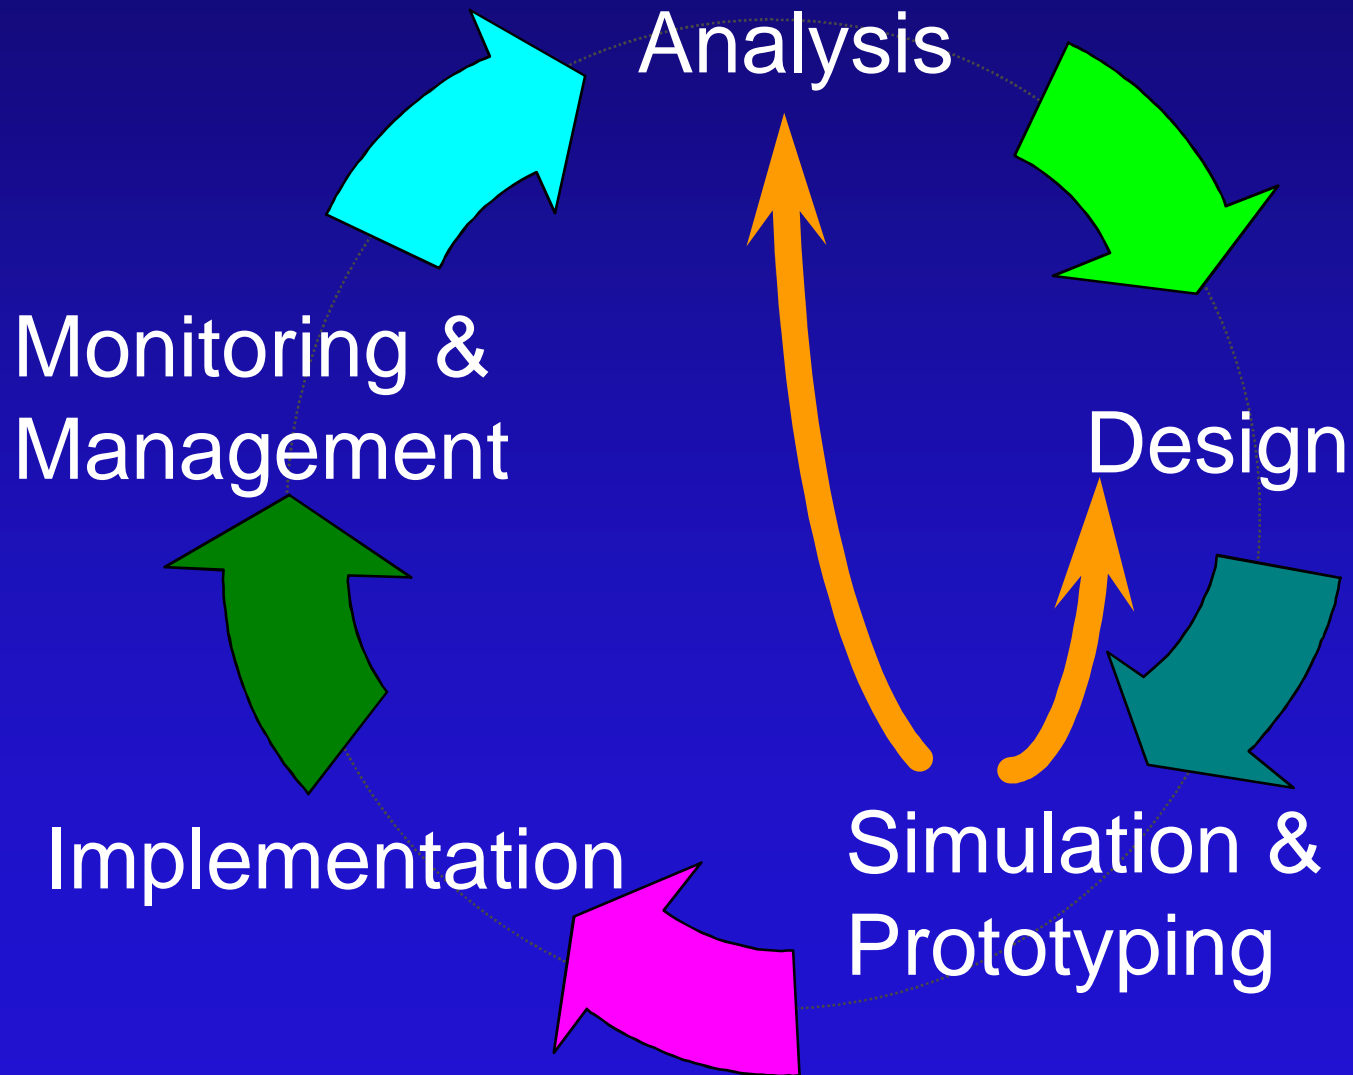 Analysis
Monitoring &
Management
Design
Implementation
Simulation &
Prototyping